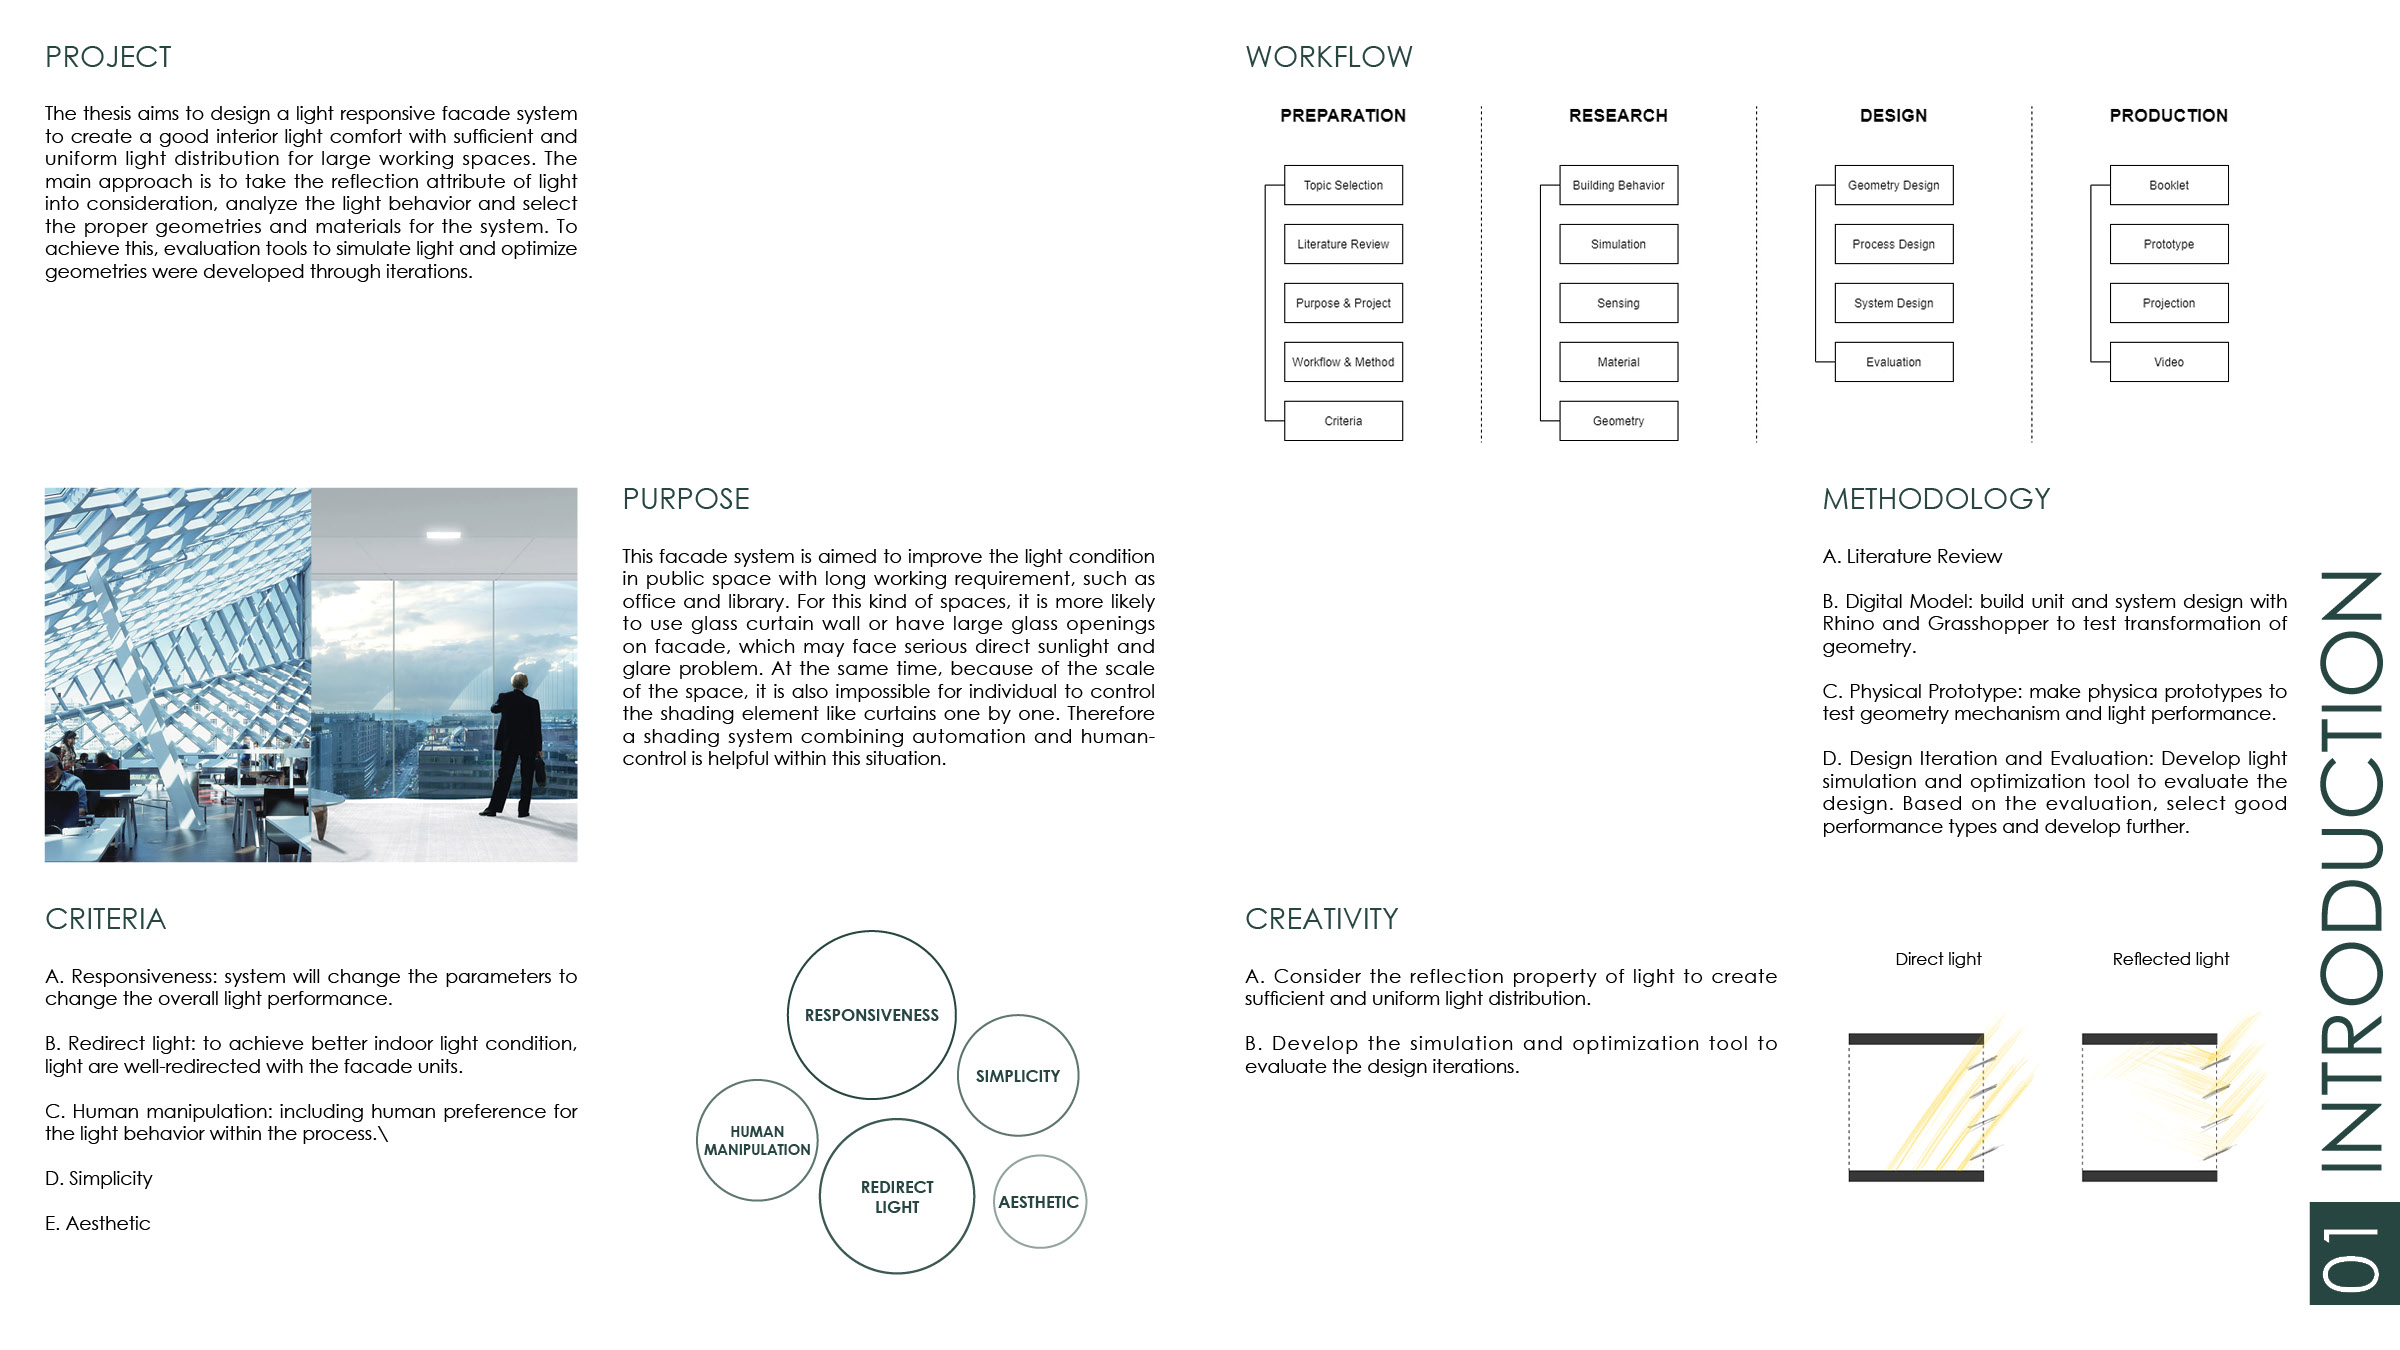 PROJECT
The thesis aims to design a light responsive facade system
to create a good interior light comfort with sufficient and
uniform light distribution for large working spaces. The
main approach is to take the reflection attribute of light
into consideration, analyze the light behavior and select
the proper geometries and materials for the system. To
achieve this, evaluation tools to simulate light and optimize
geometries were developed through iterations.
WORKFLOW
PREPARATION
Topic Selection
Literature Review
Purpose & Project
Workflow & Method
Criteria
RESEARCH
Building Behavior
Simulation
Sensing
Material
Geometry
DESIGN
Geometry Design
Process Design
System Design
Evaluation
PRODUCTION
Booklet
Prototype
Projection
Video
PURPOSE
This facade system is aimed to improve the light condition
in public space with long working requirement, such as
office and library. For this kind of spaces, it is more likely
to use glass curtain wall or have large glass openings
on facade, which may face serious direct sunlight and
glare problem. At the same time, because of the scale
of the space, it is also impossible for individual to control
the shading element like curtains one by one. Therefore
a shading system combining automation and human-
control is helpful within this situation.
METHODOLOGY
A. Literature Review
B. Digital Model: build unit and system design with
Rhino and Grasshopper to test transformation of
geometry.
C. Physical Prototype: make physica prototypes to
test geometry mechanism and light performance.
D. Design Iteration and Evaluation: Develop light
simulation and optimization tool to evaluate the
design. Based on the evaluation, select good
performance types and develop further.
CRITERIA
A. Responsiveness: system will change the parameters to
change the overall light performance.
B. Redirect light: to achieve better indoor light condition,
light are well-redirected with the facade units.
C. Human manipulation: including human preference for
the light behavior within the process.\
D. Simplicity
E. Aesthetic
RESPONSIVENESS
SIMPLICITY
HUMAN
MANIPULATION
REDIRECT
LIGHT
AESTHETIC
CREATIVITY
A. Consider the reflection property of light to create
sufficient and uniform light distribution.
B. Develop the simulation and optimization tool to
evaluate the design iterations.
Direct light
Reflected light
01 INTRODUCTION